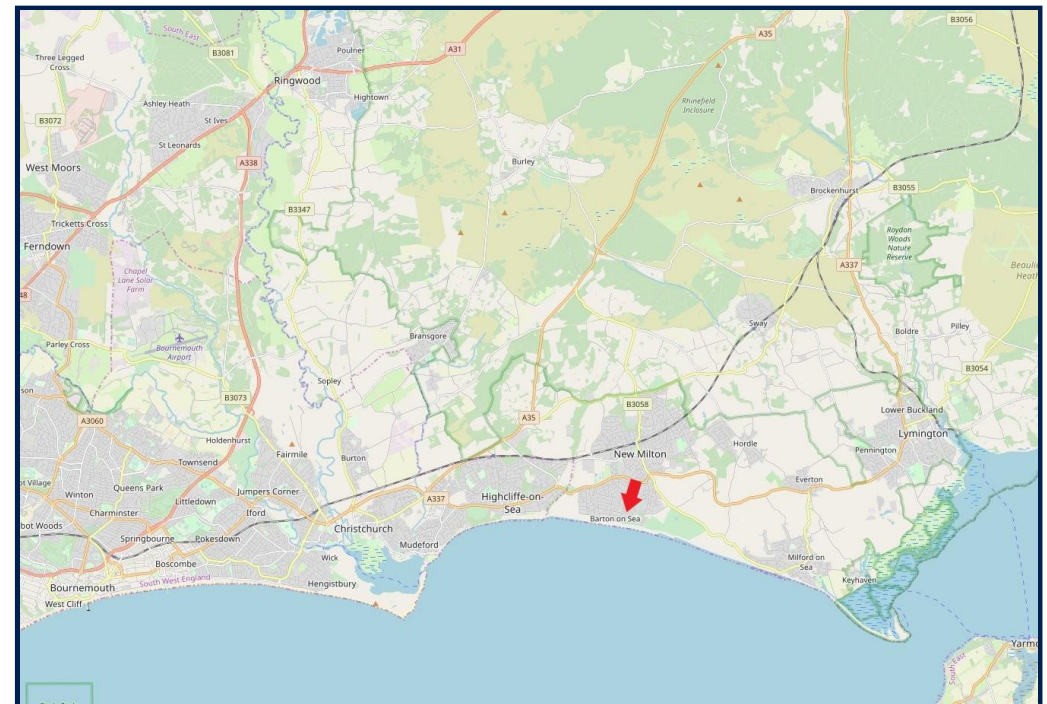 B3056
South East
A35
B3081
Poulner
A31
Three Legged
Cross
Ringwood
Hightown
Ashley Heath
Rhinefield
Inclosure
B3072
St Ives
St Leonards
A338
Burley
West Moors
Brockenhurst
B3055
B3347
Tricketts Cross
Roydon
Woods
Nature
Reserve
Ferndown
A337
Chapel
Lane Solar
Farm
Sway
Bransgore
Boldre
Pilley
Parley Cross
Bournemouth
Airport
B3054
Sopley
B3073
B3058
Lower Buckland
A3060
A35
Lymington
Holdenhurst
Hordle
Fairmile
Burton
New Milton
Pennington
Townsend
Everton
Queens Park
Jumpers Corner
Winton
Littledown
A337
Highcliffe-on-
Sea
Charminster
Iford
Barton on Sea
Christchurch
Springbourne
Pokesdown
Mudeford
Wick
Boscombe
Milford on
Sea
Keyhaven
South West England
Hengistbury
Bournemouth
West Cliff
South East